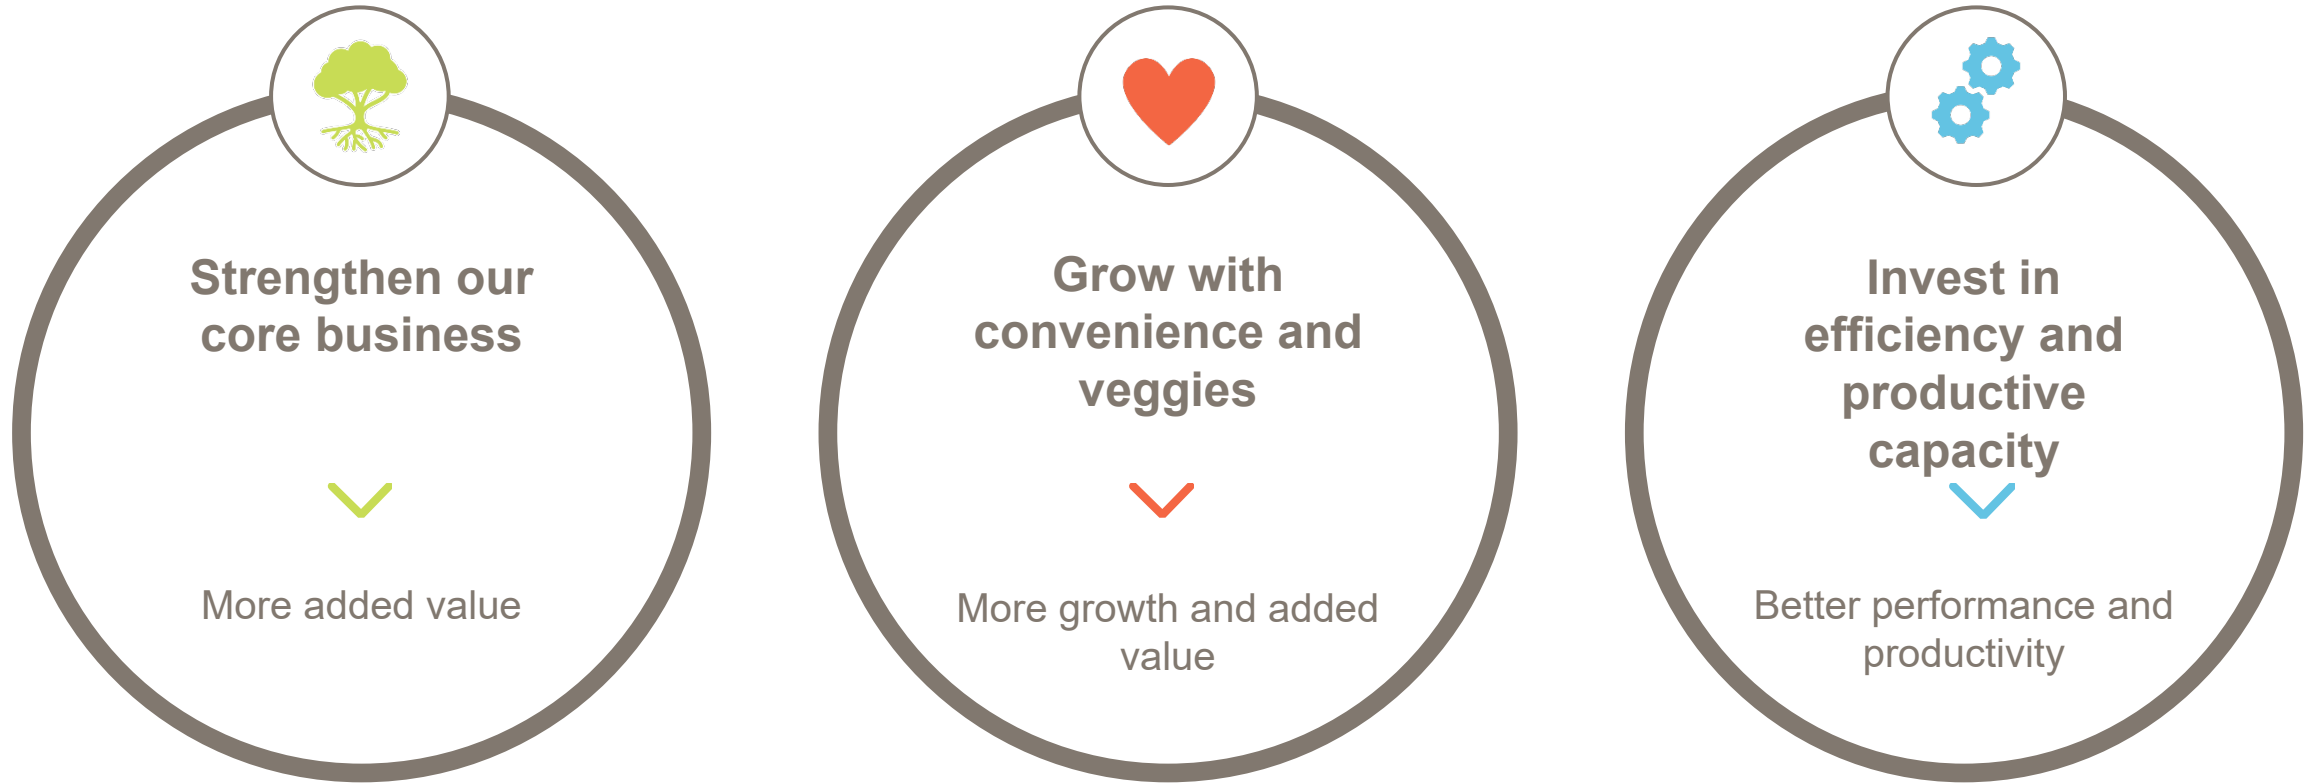 Strengthen our
core business
More added value
Grow with
convenience and
veggies
More growth and added
value
Invest in
efficiency and
productive
capacity
Better performance and
productivity